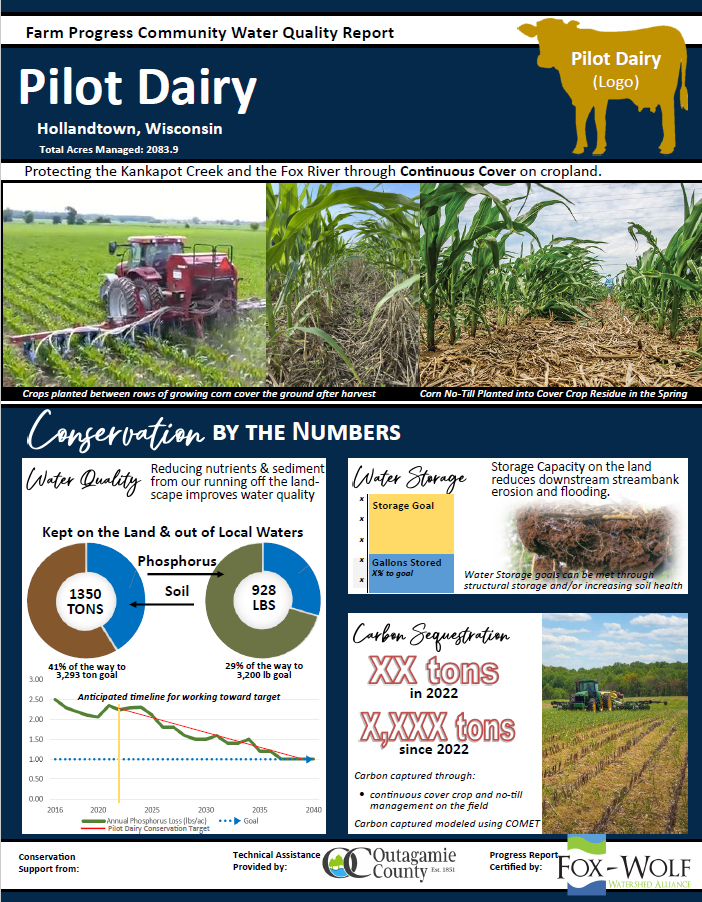 Farm Progress Community Water Quality Report
Pilot Dairy
(Logo)
Pilot Dairy
Hollandtown, Wisconsin
Total Acres Managed: 2083.9
Protecting the Kankapot Creek and the Fox River through Continuous Cover on cropland.
Crops planted between rows of growing corn cover the ground after harvest
Corn No-Till Planted into Cover Crop Residue in the Spring
Conservation BY THE NUMBERS
Water Quality
Reducing nutrients & sediment
from our running off the land-
scape improves water quality
Kept on the Land & out of Local Waters
Phosphorus
Soil
1350
TONS
928
LBS
41% of the way to
3,293 ton goal
29% of the way to
3,200 lb goal
Anticipated timeline for working toward target
3.00
2.50
2.00
1.50
1.00
0.50
0.00
2016
2020
2025
2030
2035
2040
Annual Phosphorus Loss (lbs/ac)
Goal
Pilot Dairy Conservation Target
Water Storage
Storage Capacity on the land
reduces downstream streambank
erosion and flooding.
x
x
x
x
x
Storage Goal
Gallons Stored
X% to goal
Water Storage goals can be met through
structural storage and/or increasing soil health
Carbon Sequestration
XX tons
in 2022
X,XXX tons
since 2022
Carbon captured through:
• continuous cover crop and no-till
management on the field
Carbon captured modeled using COMET
Conservation
Support from:
Technical Assistance
Provided by:
OC Outagamie
County Est. 1851
Progress Report
Certified by:
FOX-WOLF
WATERSHED ALLIANCE